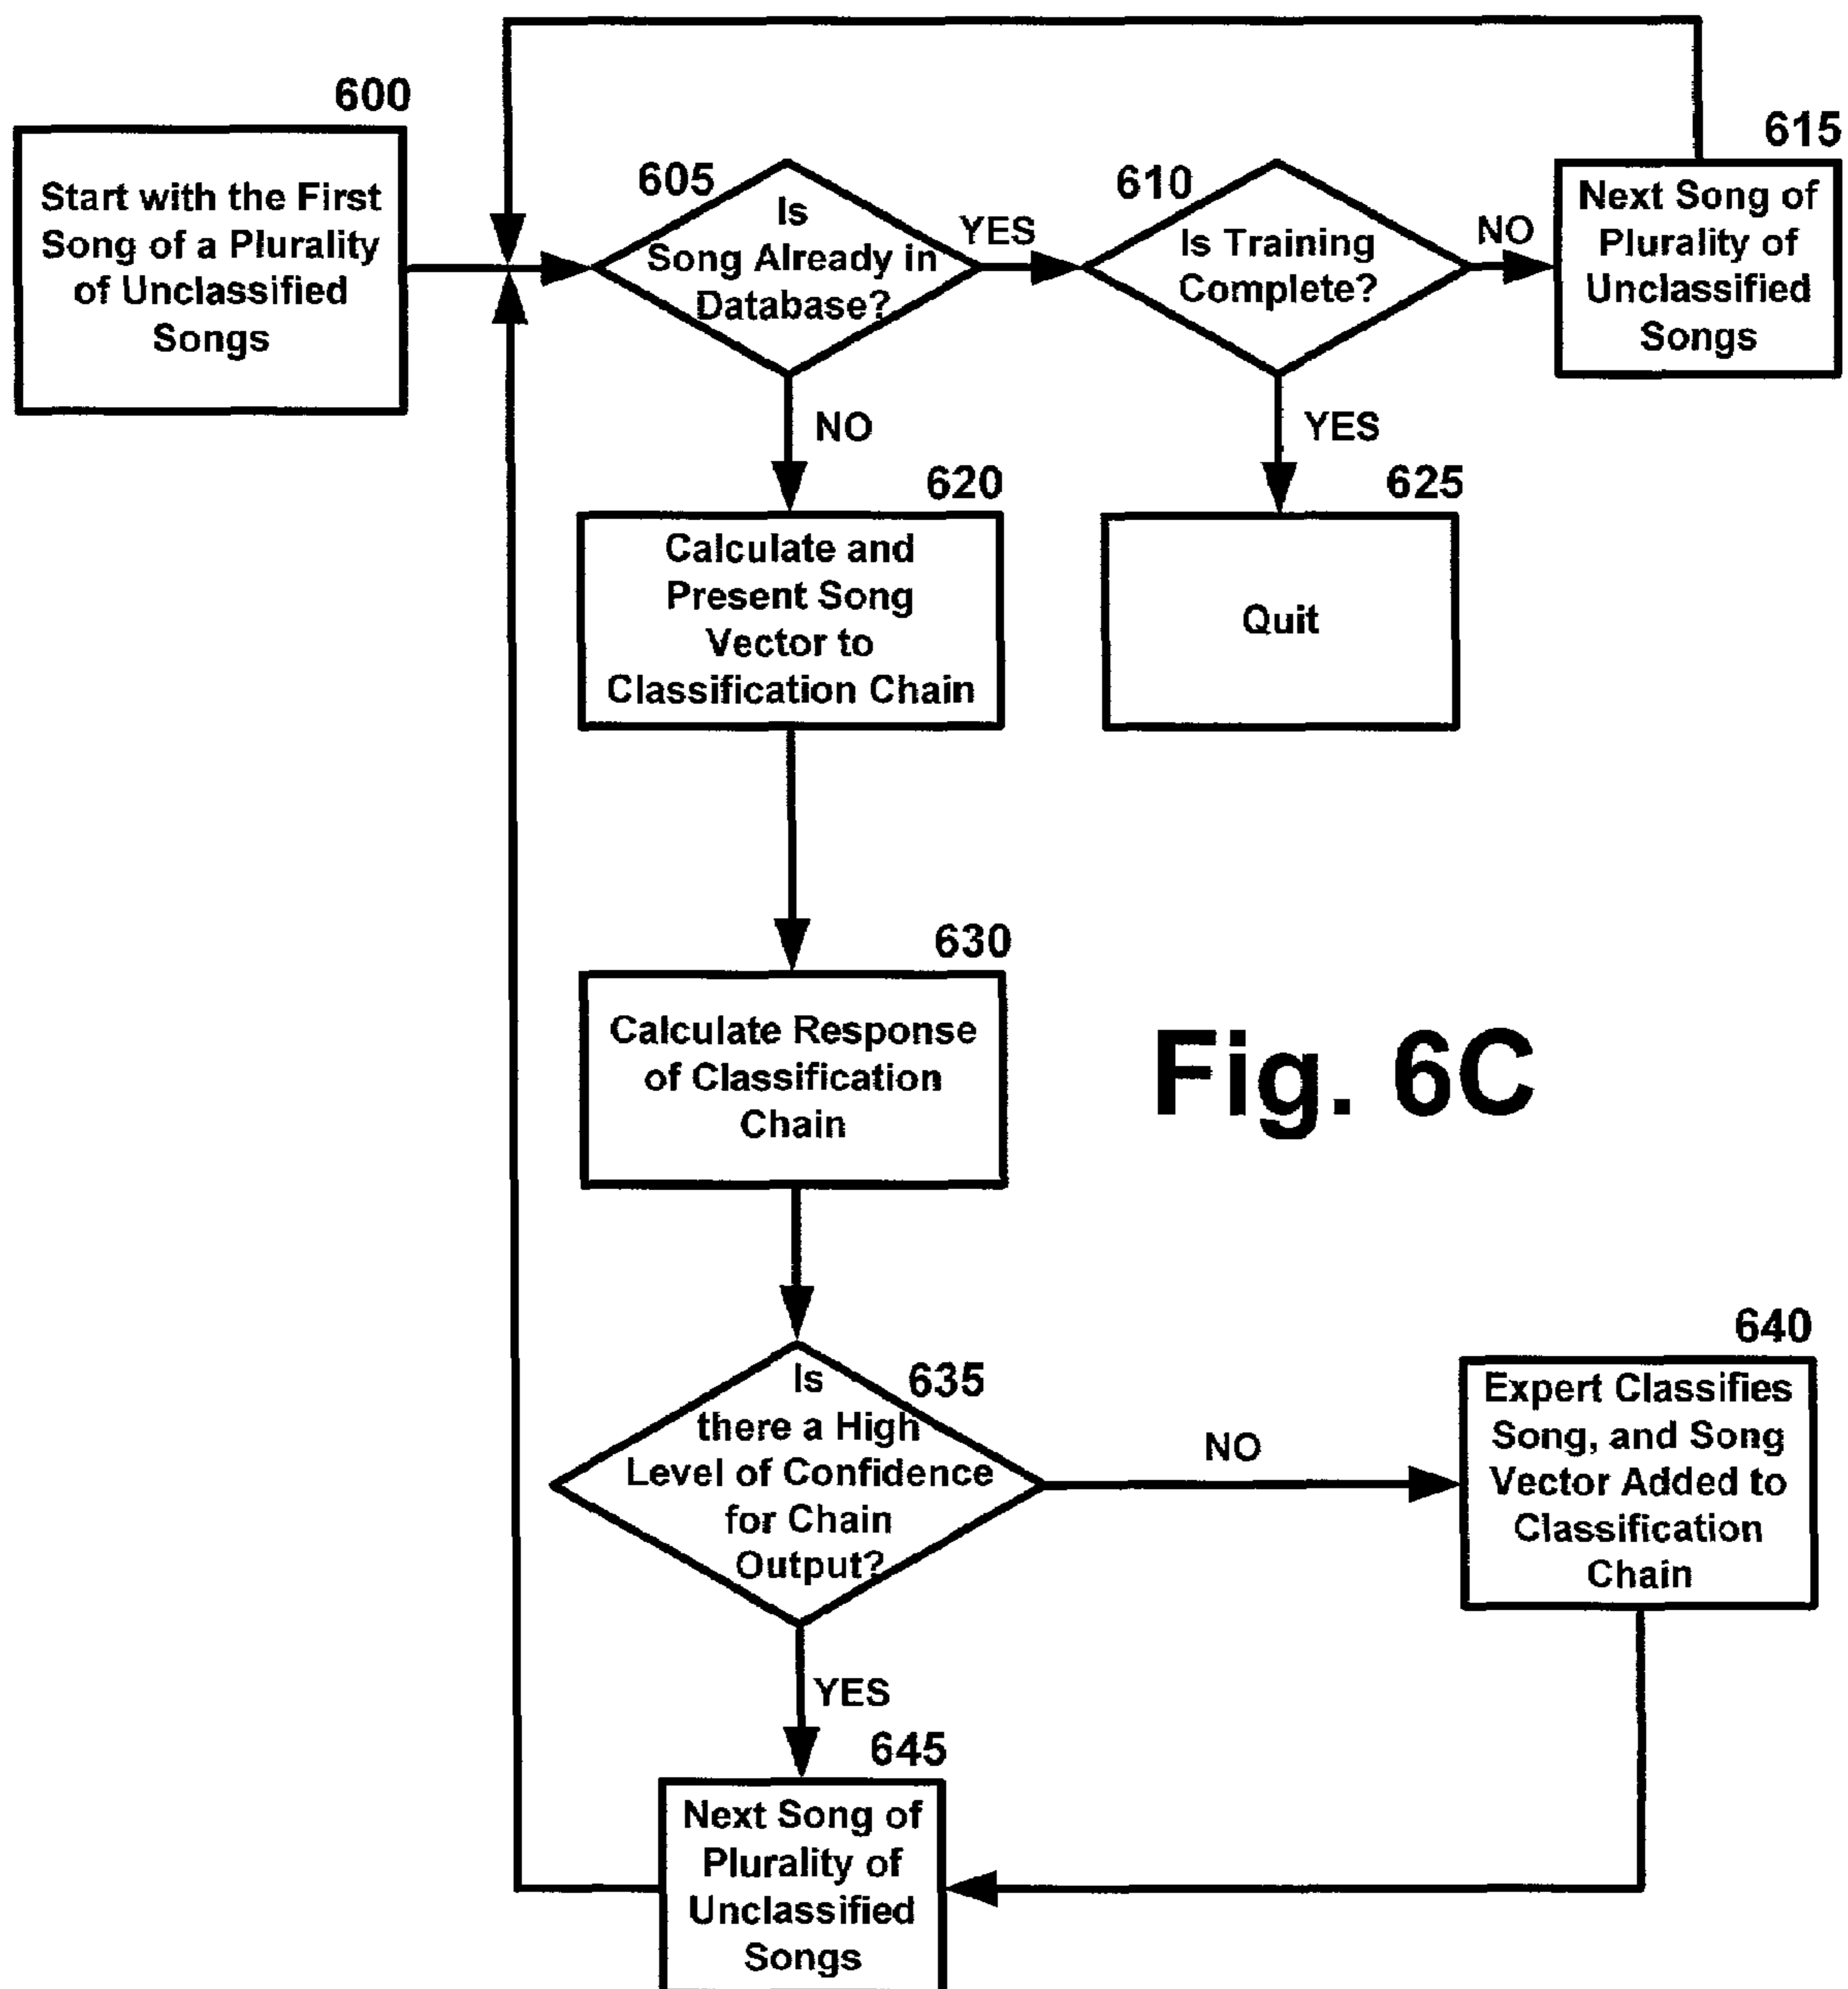 600
Start with the First
Song of a Plurality
of Unclassified
Songs
605
Is
Song Already in
Database?
YES
610
Is Training
Complete?
NO
615
Next Song of
Plurality of
Unclassified
Songs
NO
YES
620
Calculate and
Present Song
Vector to
Classification Chain
625
Quit
630
Calculate Response
of Classification
Chain
Fig. 6C
635
Is
there a High
Level of Confidence
for Chain
Output?
NO
640
Expert Classifies
Song, and Song
Vector Added to
Classification
Chain
YES
645
Next Song of
Plurality of
Unclassified
Songs